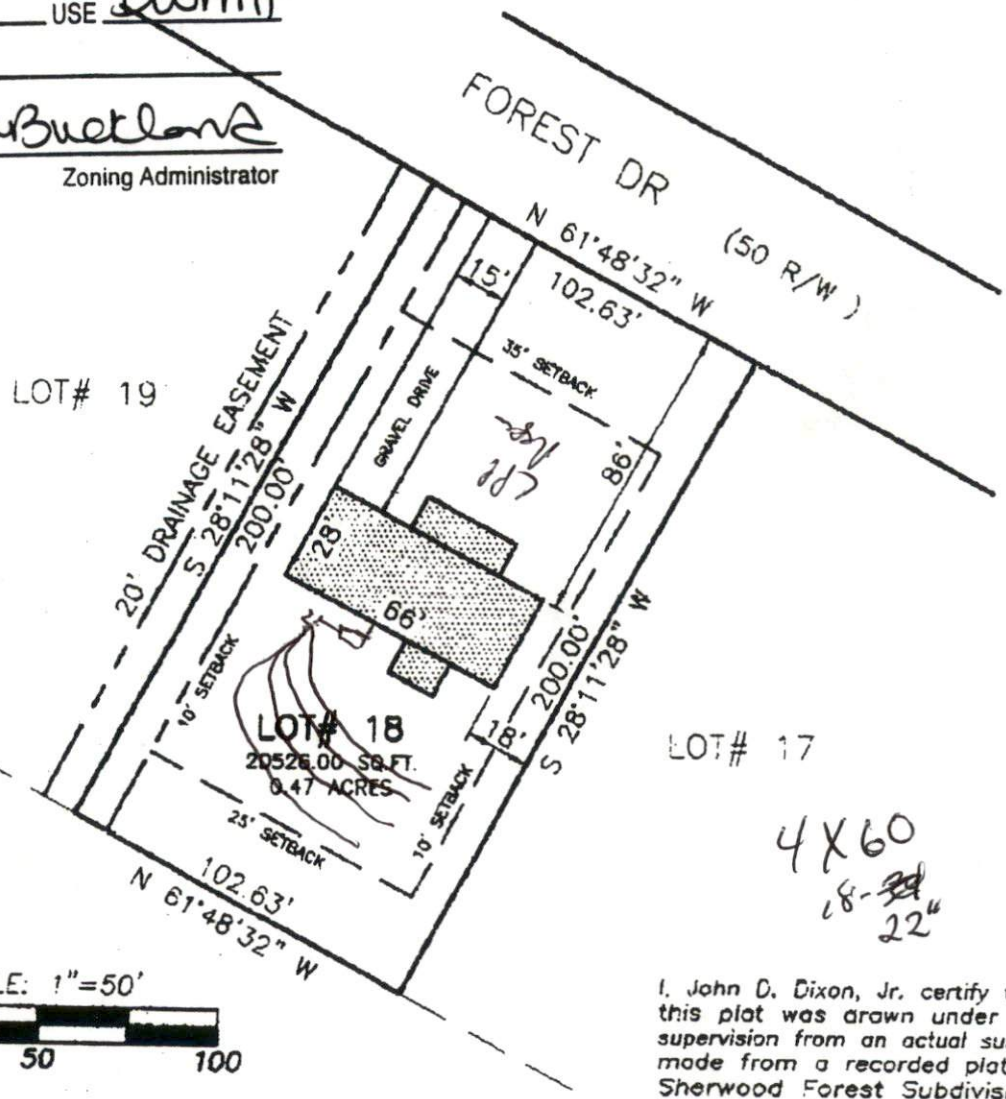 USE
Buckland
Zoning Administrator
FOREST DR
(50 R/W )
N 61°48'32" W
102.63'
15'
35' SETBACK
GRAVEL DRIVE
86'
LOT# 19
20' DRAINAGE EASEMENT
S 28°11'28" W
200.00'
28'
66'
10' SETBACK
LOT# 18
20526.00 SQ.FT.
0.47 ACRES
18'
200.00'
S 28°11'28" W
10' SETBACK
25' SETBACK
102.63'
N 61°48'32" W
LOT# 17
4 X 60
22"
LE: 1"=50'
50 100
I, John D. Dixon, Jr. certify
this plat was drawn under
supervision from an actual su
made from a recorded plat
Sherwood Forest Subdivis